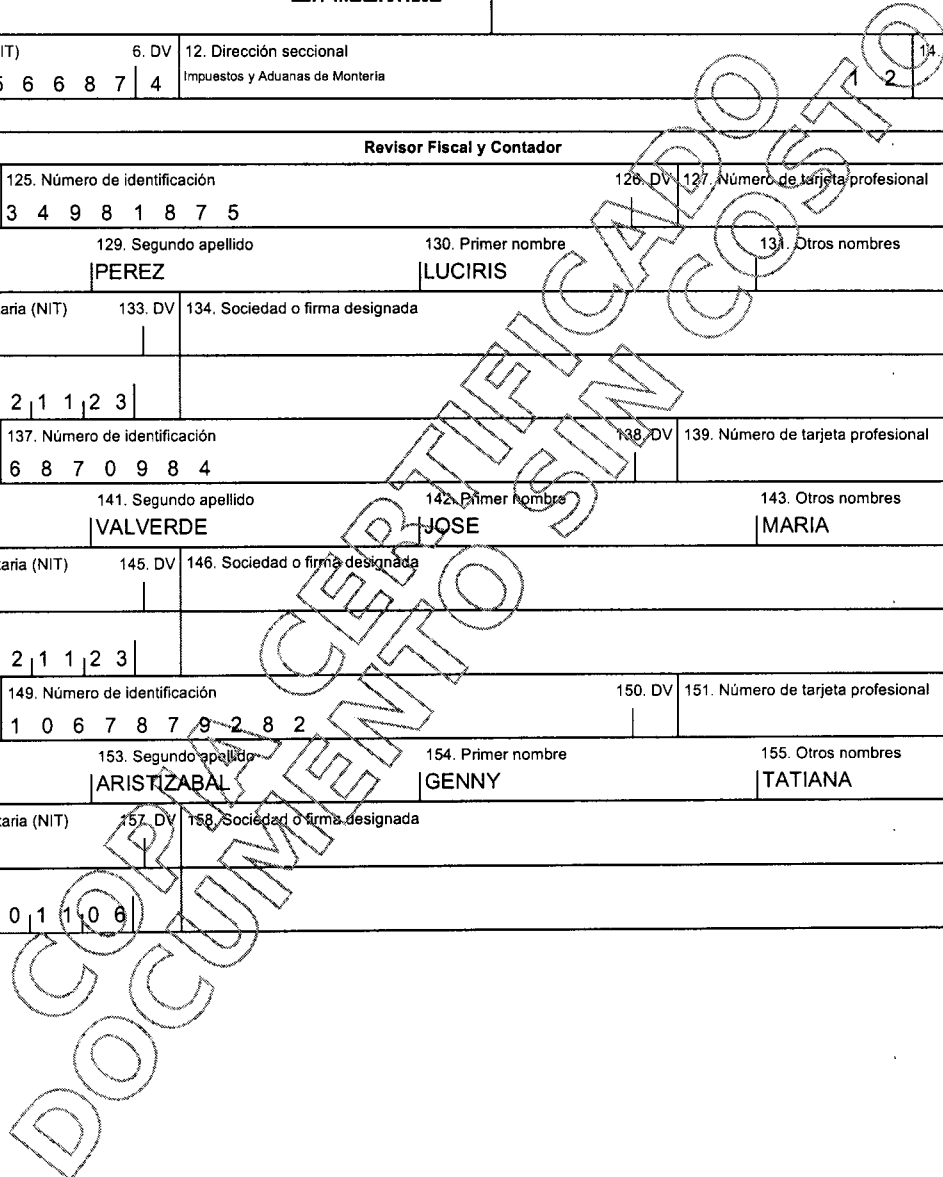 IT) 6. DV 12. Dirección seccional 14.
5 6 6 8 7 4 Impuestos y Aduanas de Montería 1 2
Revisor Fiscal y Contador
125. Número de identificación 126. DV 127. Número de tarjeta profesional
3 4 9 8 1 8 7 5
129. Segundo apellido 130. Primer nombre 131. Otros nombres
PEREZ LUCIRIS
aria (NIT) 133. DV 134. Sociedad o firma designada
2 1 1 2 3
137. Número de identificación 138. DV 139. Número de tarjeta profesional
6 8 7 0 9 8 4
141. Segundo apellido 142. Primer nombre 143. Otros nombres
VALVERDE JOSE MARIA
taria (NIT) 145. DV 146. Sociedad o firma designada
2 1 1 2 3
149. Número de identificación 150. DV 151. Número de tarjeta profesional
1 0 6 7 8 7 9 2 8 2
153. Segundo apellido 154. Primer nombre 155. Otros nombres
ARISTIZABAL GENNY TATIANA
taria (NIT) 157. DV 158. Sociedad o firma designada
0 1 1 0 6
COPIA CERTIFICADO
DOCUMENTO SIN COSTO